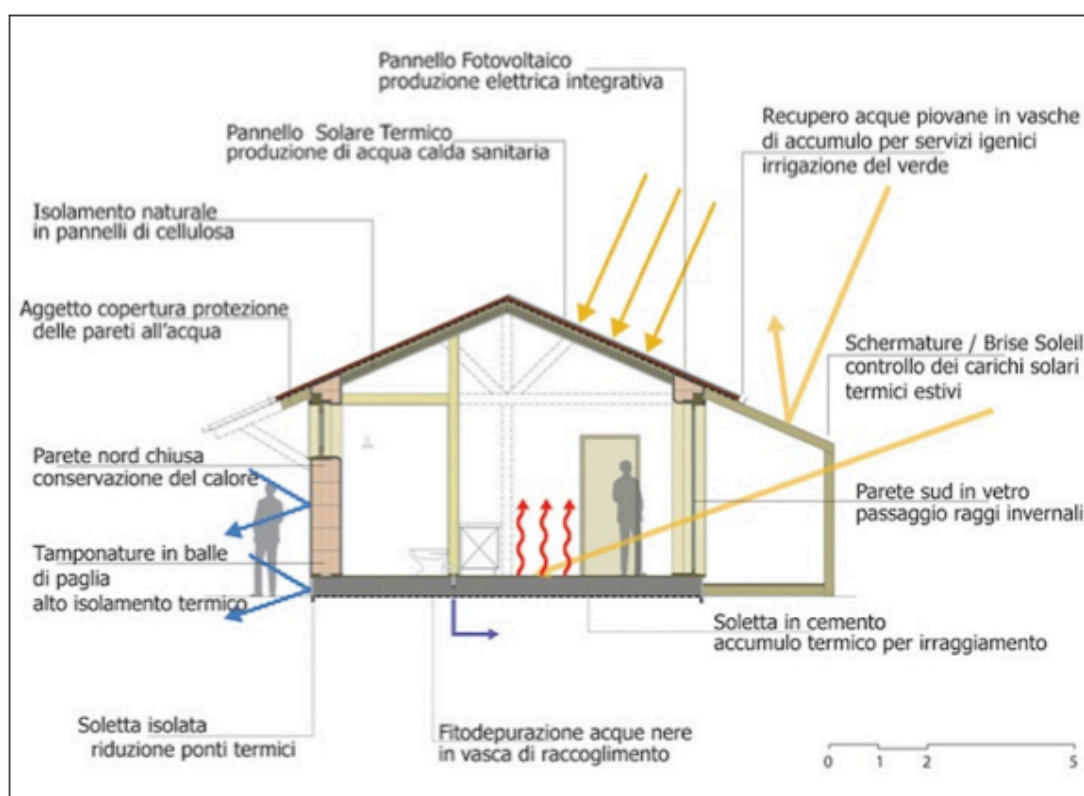 Pannello Fotovoltaico
produzione elettrica integrativa
Recupero acque piovane in vasche
di accumulo per servizi igenici
irrigazione del verde
Pannello Solare Termico
produzione di acqua calda sanitaria
Isolamento naturale
in pannelli di cellulosa
Aggetto copertura protezione
delle pareti all'acqua
Schermature / Brise Soleil
controllo dei carichi solari
termici estivi
Parete nord chiusa
conservazione del calore
Parete sud in vetro
passaggio raggi invernali
Tamponature in balle
di paglia
alto isolamento termico
Soletta in cemento
accumulo termico per irraggiamento
Soletta isolata
riduzione ponti termici
Fitodepurazione acque nere
in vasca di raccoglimento
0 1 2 5